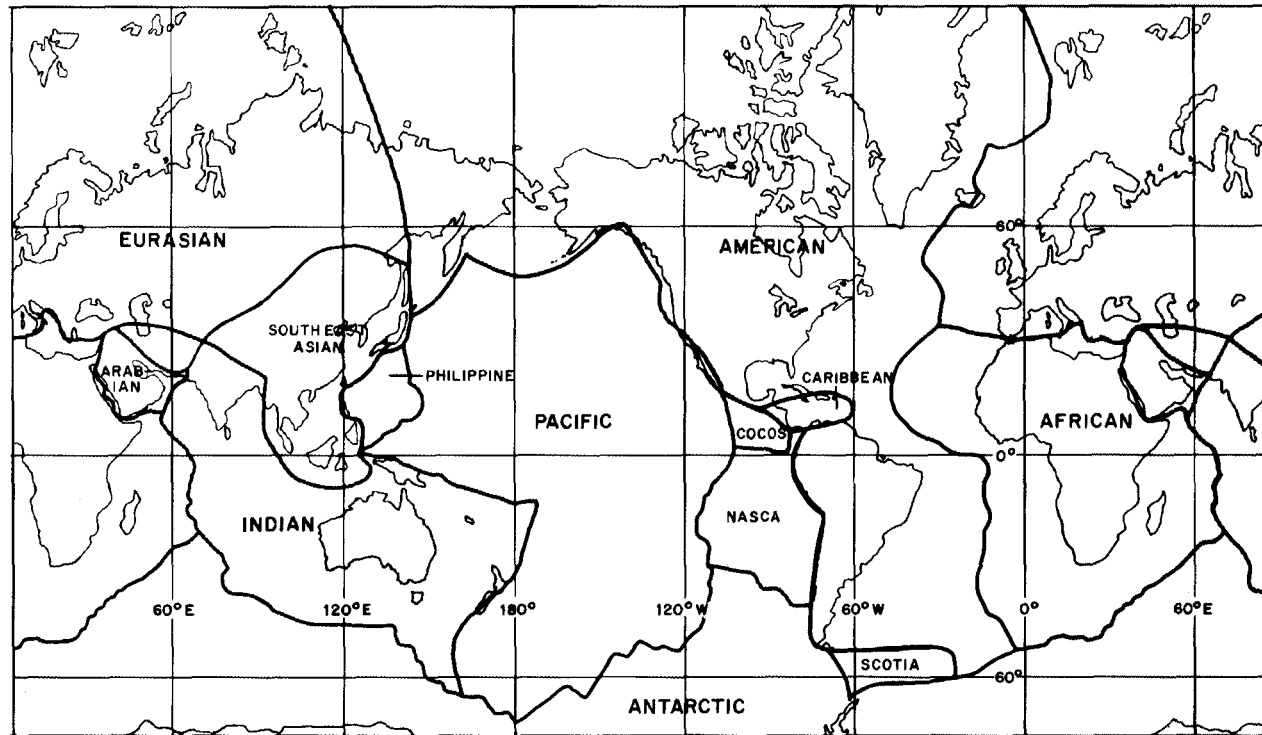 60°
EURASIAN
AMERICAN
SOUTH EAST
ASIAN
ARAB
IAN
PHILIPPINE
CARIBBEAN
PACIFIC
COCOS
AFRICAN
0°
INDIAN
NASCA
60°E
120°E
180°
120°W
60°W
0°
60°E
SCOTIA
60°
ANTARCTIC